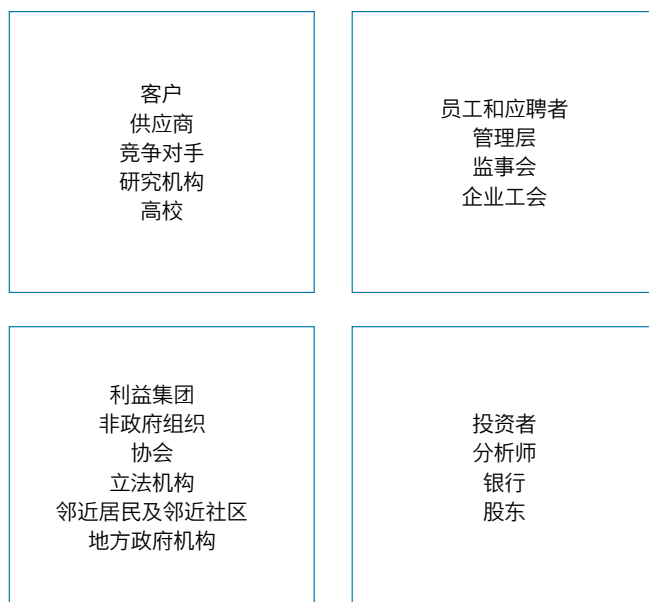 客户
供应商
竞争对手
研究机构
高校
员工和应聘者
管理层
监事会
企业工会
利益集团
非政府组织
协会
立法机构
邻近居民及邻近社区
地方政府机构
投资者
分析师
银行
股东